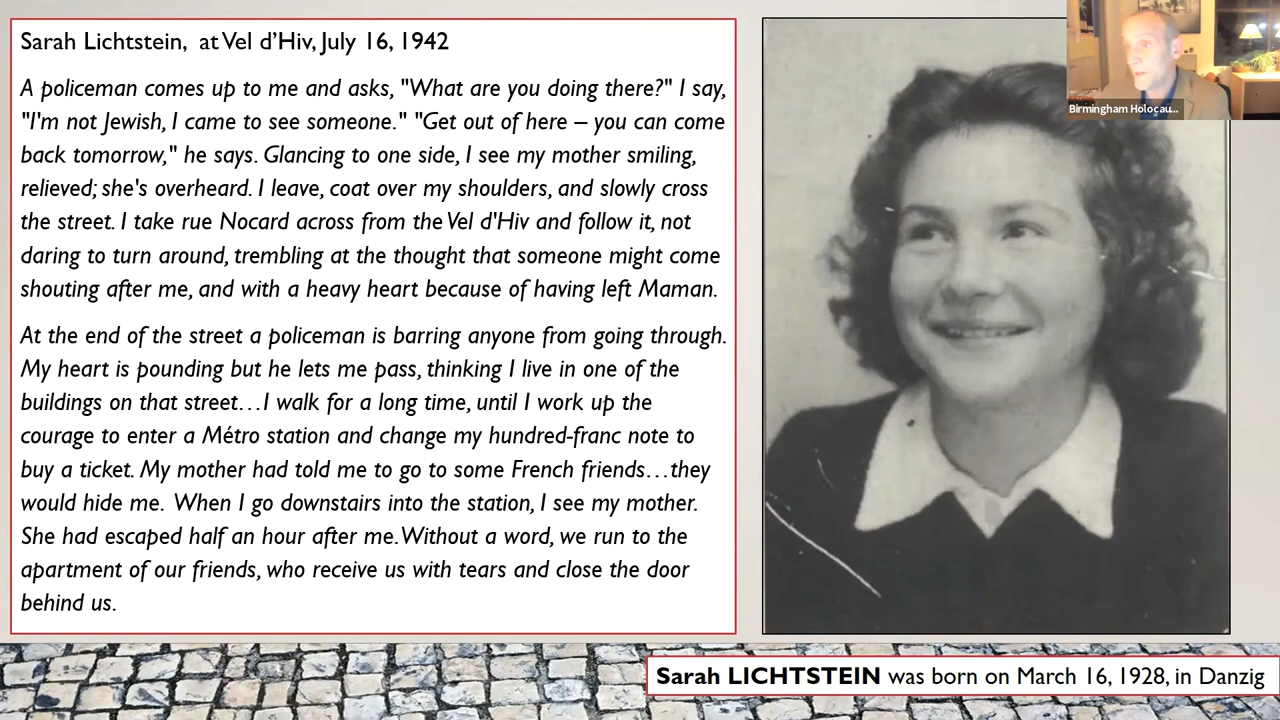 Sarah Lichtstein, at Vel d'Hiv, July 16, 1942
A policeman comes up to me and asks, "What are you doing there?" I say,
"I'm not Jewish, I came to see someone." "Get out of here – you can come
back tomorrow," he says. Glancing to one side, I see my mother smiling,
relieved; she's overheard. I leave, coat over my shoulders, and slowly cross
the street. I take rue Nocard across from the Vel d'Hiv and follow it, not
daring to turn around, trembling at the thought that someone might come
shouting after me, and with a heavy heart because of having left Maman.
At the end of the street a policeman is barring anyone from going through.
My heart is pounding but he lets me pass, thinking I live in one of the
buildings on that street…I walk for a long time, until I work up the
courage to enter a Métro station and change my hundred-franc note to
buy a ticket. My mother had told me to go to some French friends…they
would hide me. When I go downstairs into the station, I see my mother.
She had escaped half an hour after me. Without a word, we run to the
apartment of our friends, who receive us with tears and close the door
behind us.
Birmingham Holocau...
Sarah LICHTSTEIN was born on March 16, 1928, in Danzig